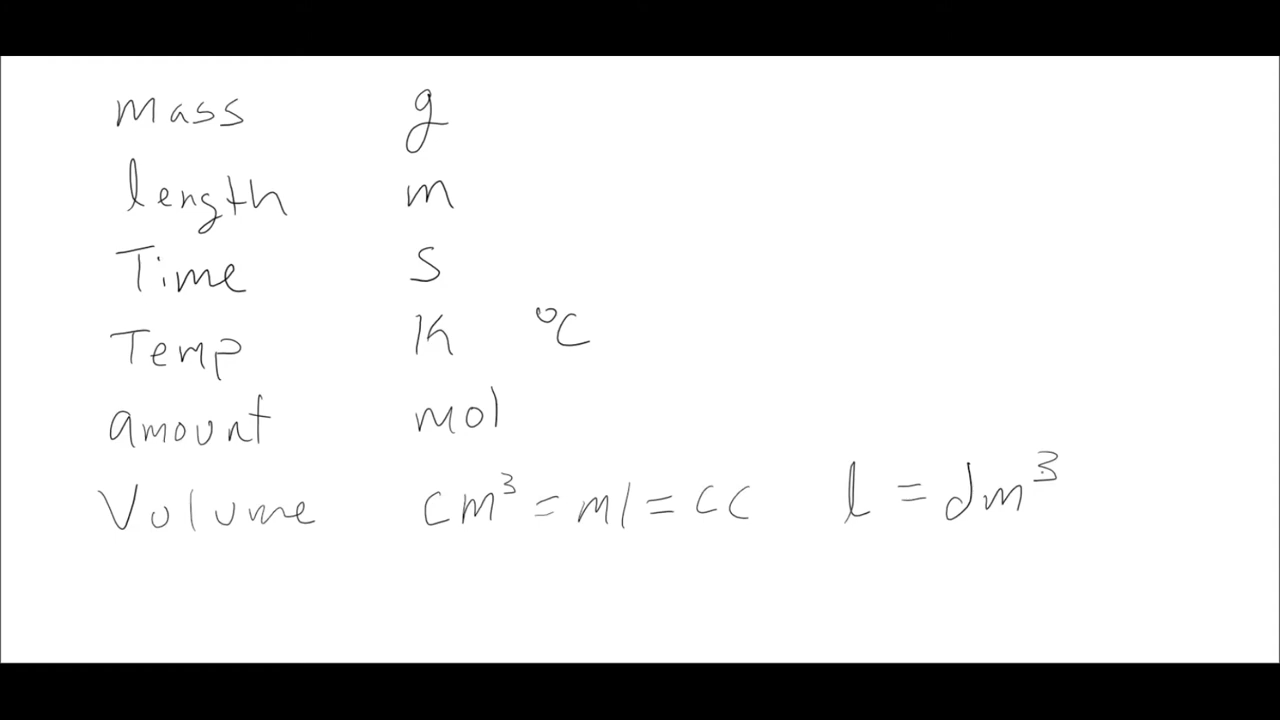 mass g
length m
Time s
Temp K °C
amount mol
Volume cm³ = ml = cc l = dm³